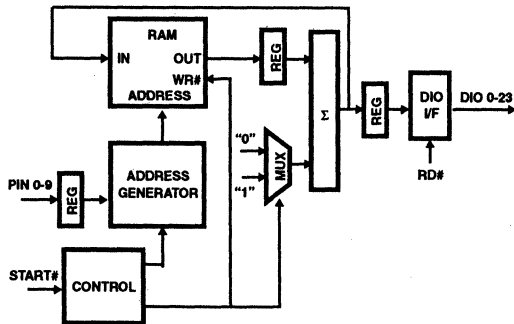 RAM
IN
OUT
WR#
ADDRESS
REG
Σ
REG
DIO
I/F
DIO 0-23
RD#
"0"
"1"
MUX
PIN 0-9
REG
ADDRESS
GENERATOR
START#
CONTROL